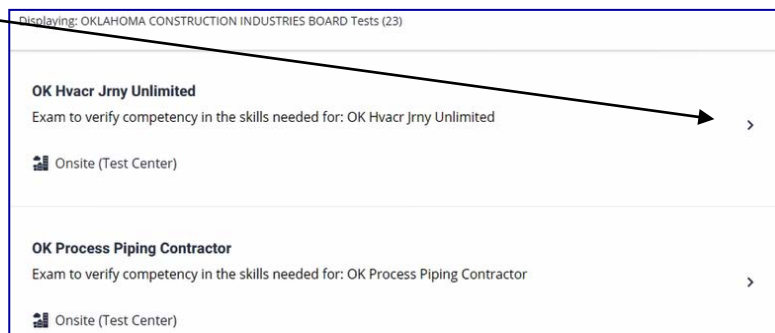 Displaying: OKLAHOMA CONSTRUCTION INDUSTRIES BOARD Tests (23)
OK Hvacr Jrny Unlimited
Exam to verify competency in the skills needed for: OK Hvacr Jrny Unlimited
Onsite (Test Center)
OK Process Piping Contractor
Exam to verify competency in the skills needed for: OK Process Piping Contractor
Onsite (Test Center)